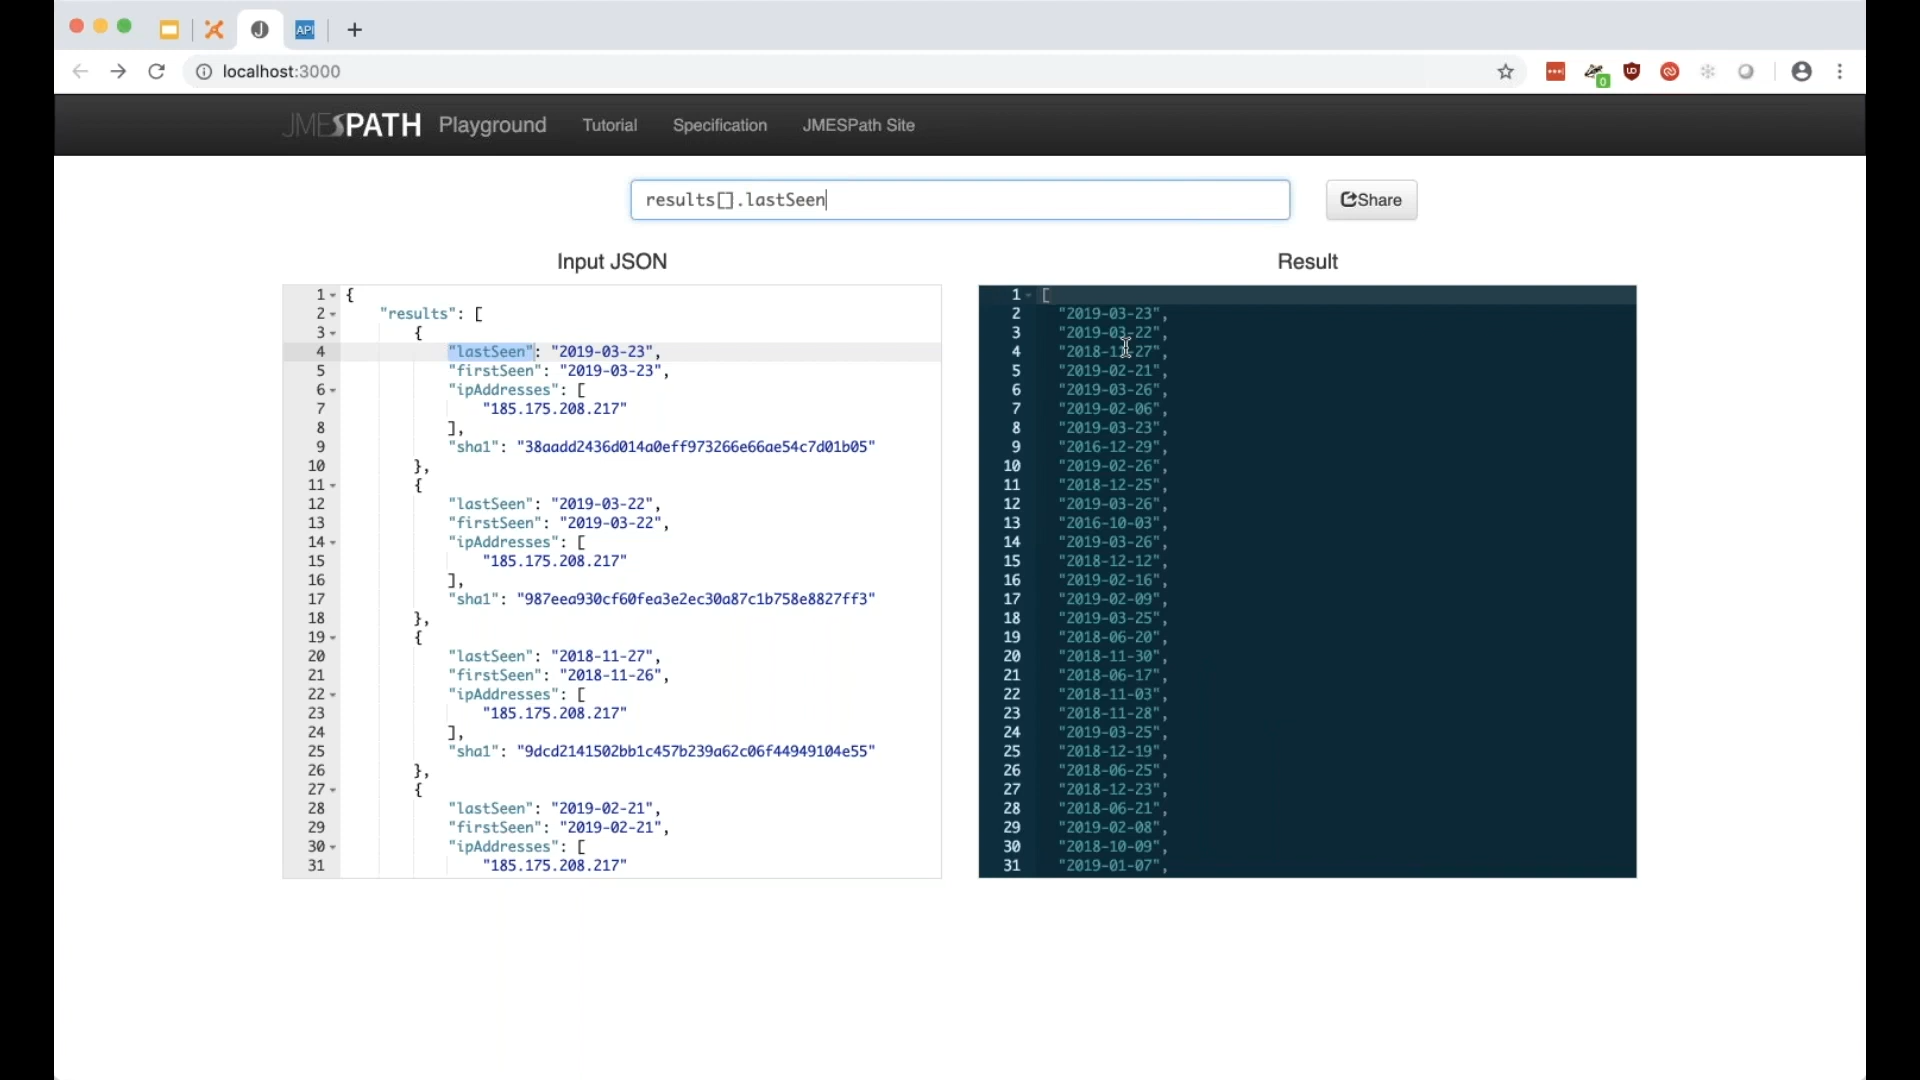 API
localhost:3000
0
JMESPATH Playground Tutorial Specification JMESPath Site
results[].lastSeen
Share
Input JSON
1 {
2 "results": [
3 {
4 "lastSeen": "2019-03-23",
5 "firstSeen": "2019-03-23",
6 "ipAddresses": [
7 "185.175.208.217"
8 ],
9 "sha1": "38aadd2436d014a0eff973266e66ae54c7d01b05"
10 },
11 {
12 "lastSeen": "2019-03-22",
13 "firstSeen": "2019-03-22",
14 "ipAddresses": [
15 "185.175.208.217"
16 ],
17 "sha1": "987eea930cf60fea3e2ec30a87c1b758e8827ff3"
18 },
19 {
20 "lastSeen": "2018-11-27",
21 "firstSeen": "2018-11-26",
22 "ipAddresses": [
23 "185.175.208.217"
24 ],
25 "sha1": "9dcd2141502bb1c457b239a62c06f44949104e55"
26 },
27 {
28 "lastSeen": "2019-02-21",
29 "firstSeen": "2019-02-21",
30 "ipAddresses": [
31 "185.175.208.217"
Result
1 [
2 "2019-03-23",
3 "2019-03-22",
4 "2018-11-27",
5 "2019-02-21",
6 "2019-03-26",
7 "2019-02-06",
8 "2019-03-23",
9 "2016-12-29",
10 "2019-02-26",
11 "2018-12-25",
12 "2019-03-26",
13 "2016-10-03",
14 "2019-03-26",
15 "2018-12-12",
16 "2019-02-16",
17 "2019-02-09",
18 "2019-03-25",
19 "2018-06-20",
20 "2018-11-30",
21 "2018-06-17",
22 "2018-11-03",
23 "2018-11-28",
24 "2019-03-25",
25 "2018-12-19",
26 "2018-06-25",
27 "2018-12-23",
28 "2018-06-21",
29 "2019-02-08",
30 "2018-10-09",
31 "2019-01-07",